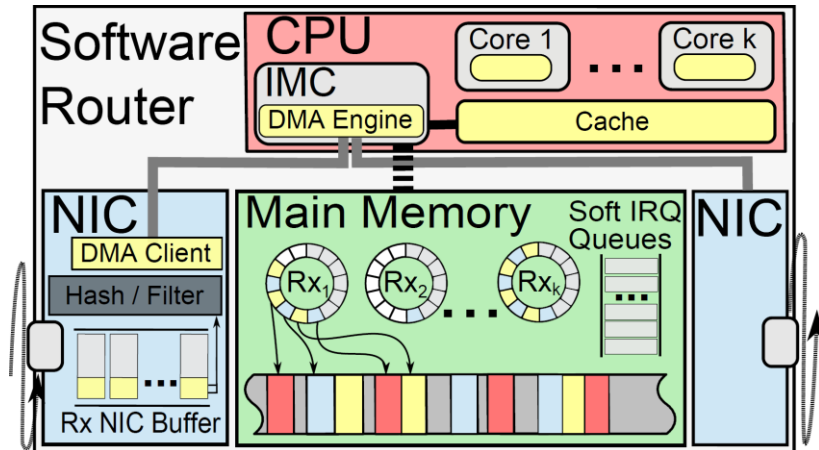 Software
Router
CPU
IMC
DMA Engine
Core 1
...
Core k
Cache
NIC
DMA Client
Hash / Filter
...
Rx NIC Buffer
Main Memory
Rx1
Rx2
...
Rxk
Soft IRQ
Queues
...
NIC